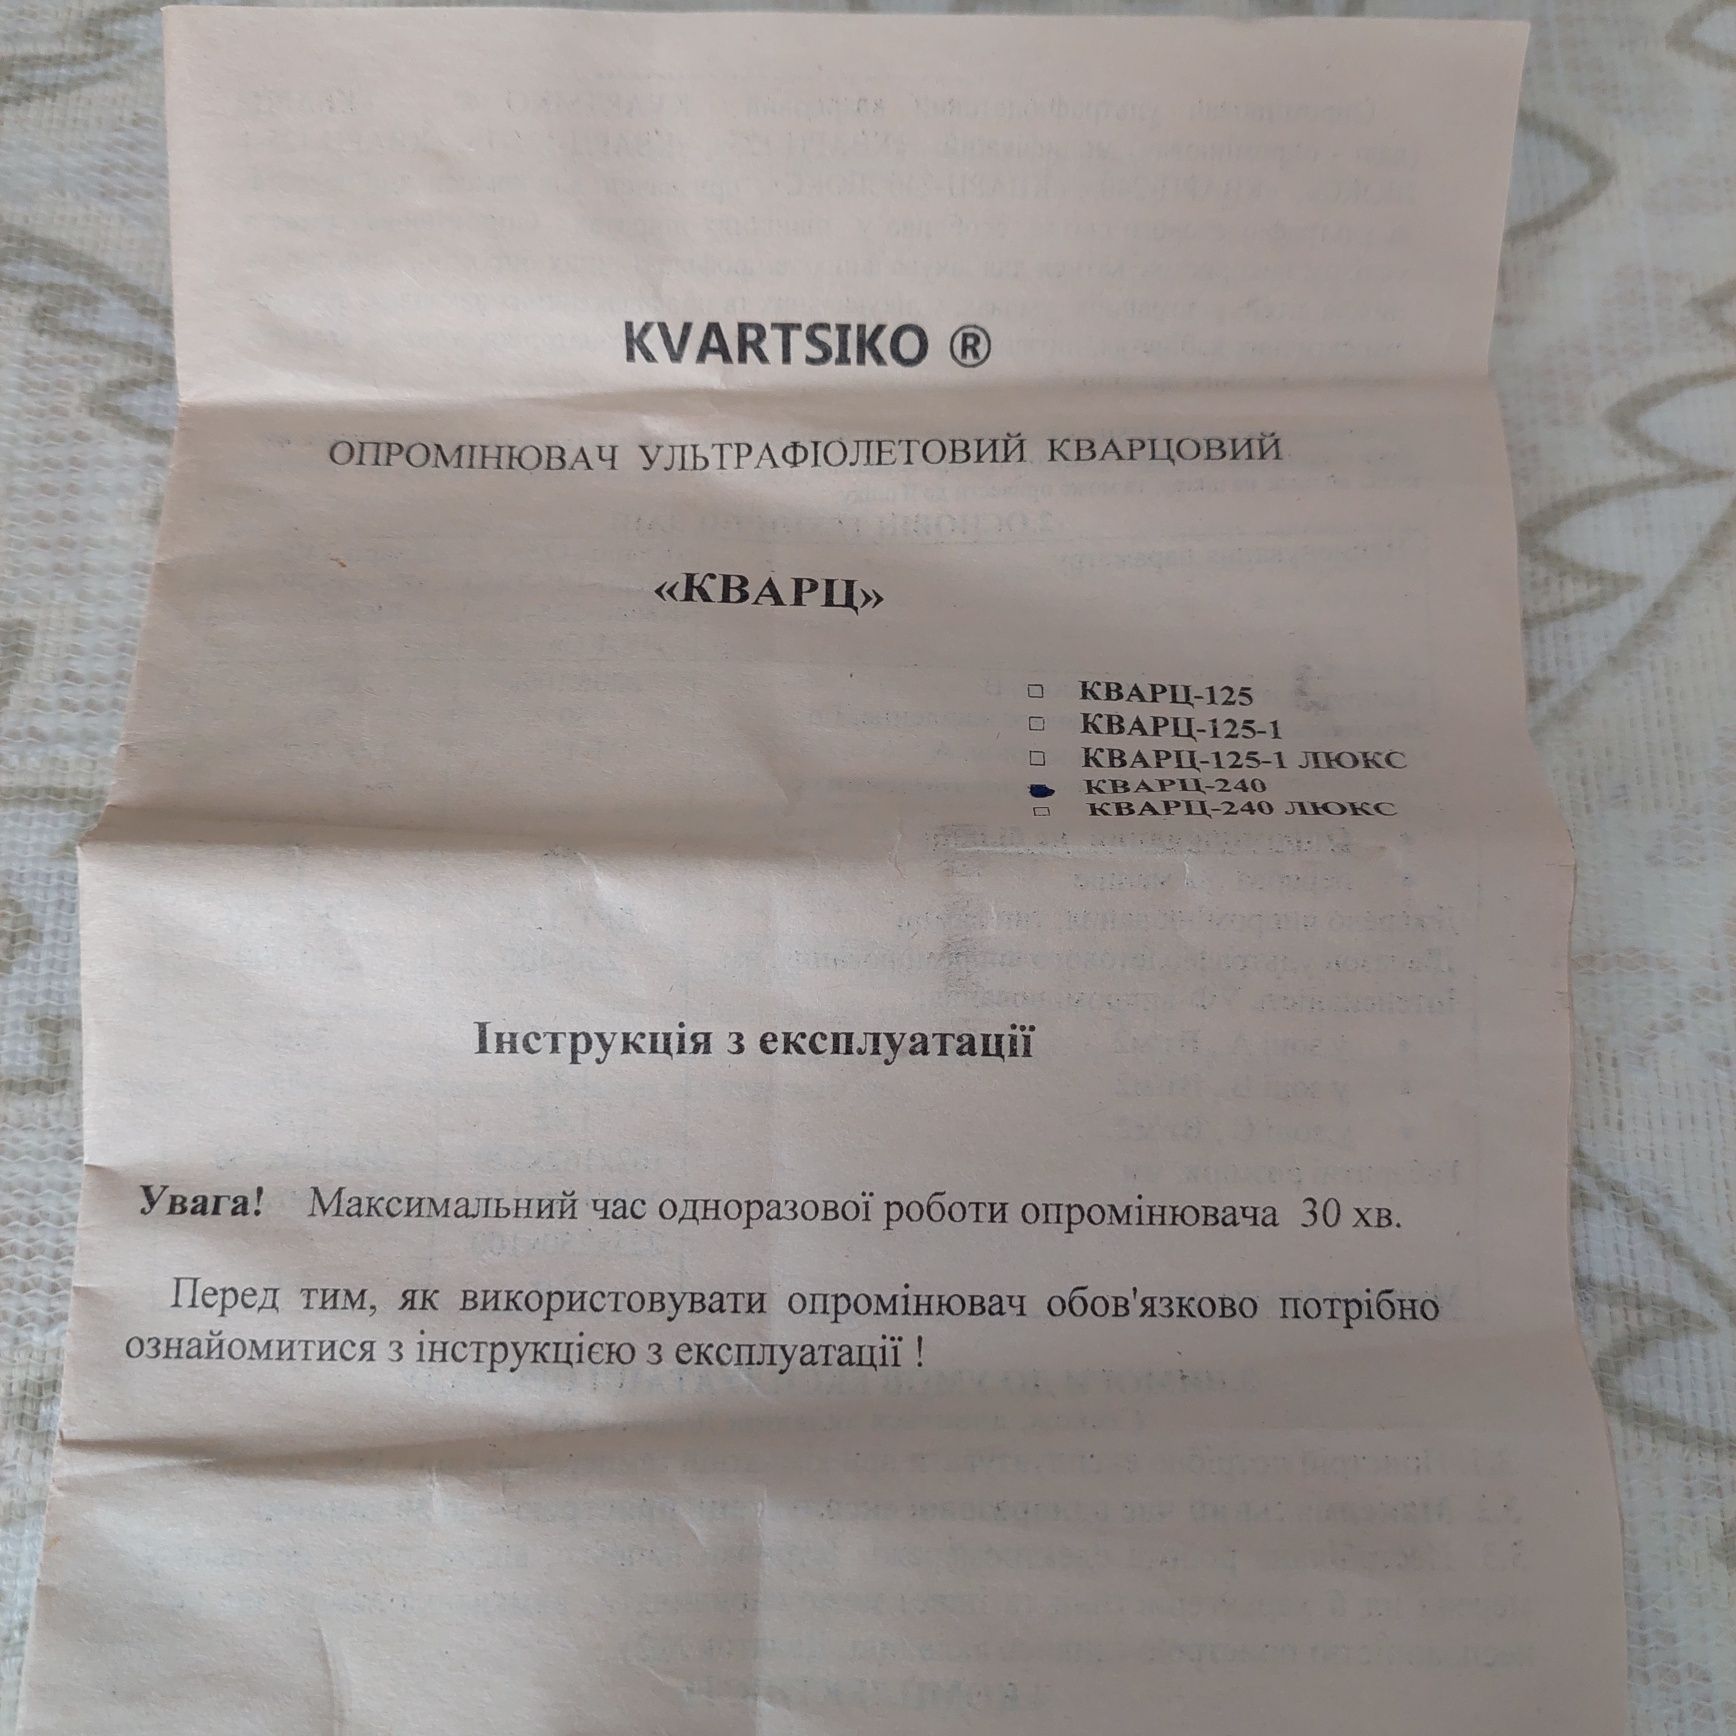 KVARTSIKO ®
ОПРОМІНЮВАЧ УЛЬТРАФІОЛЕТОВИЙ КВАРЦОВИЙ
«КВАРЦ»
КВАРЦ-125
КВАРЦ-125-1
КВАРЦ-125-1 ЛЮКС
КВАРЦ-240
КВАРЦ-240 ЛЮКС
Інструкція з експлуатації
Увага! Максимальний час одноразової роботи опромінювача 30 хв.
Перед тим, як використовувати опромінювач обов'язково потрібно
ознайомитися з інструкцією з експлуатації !